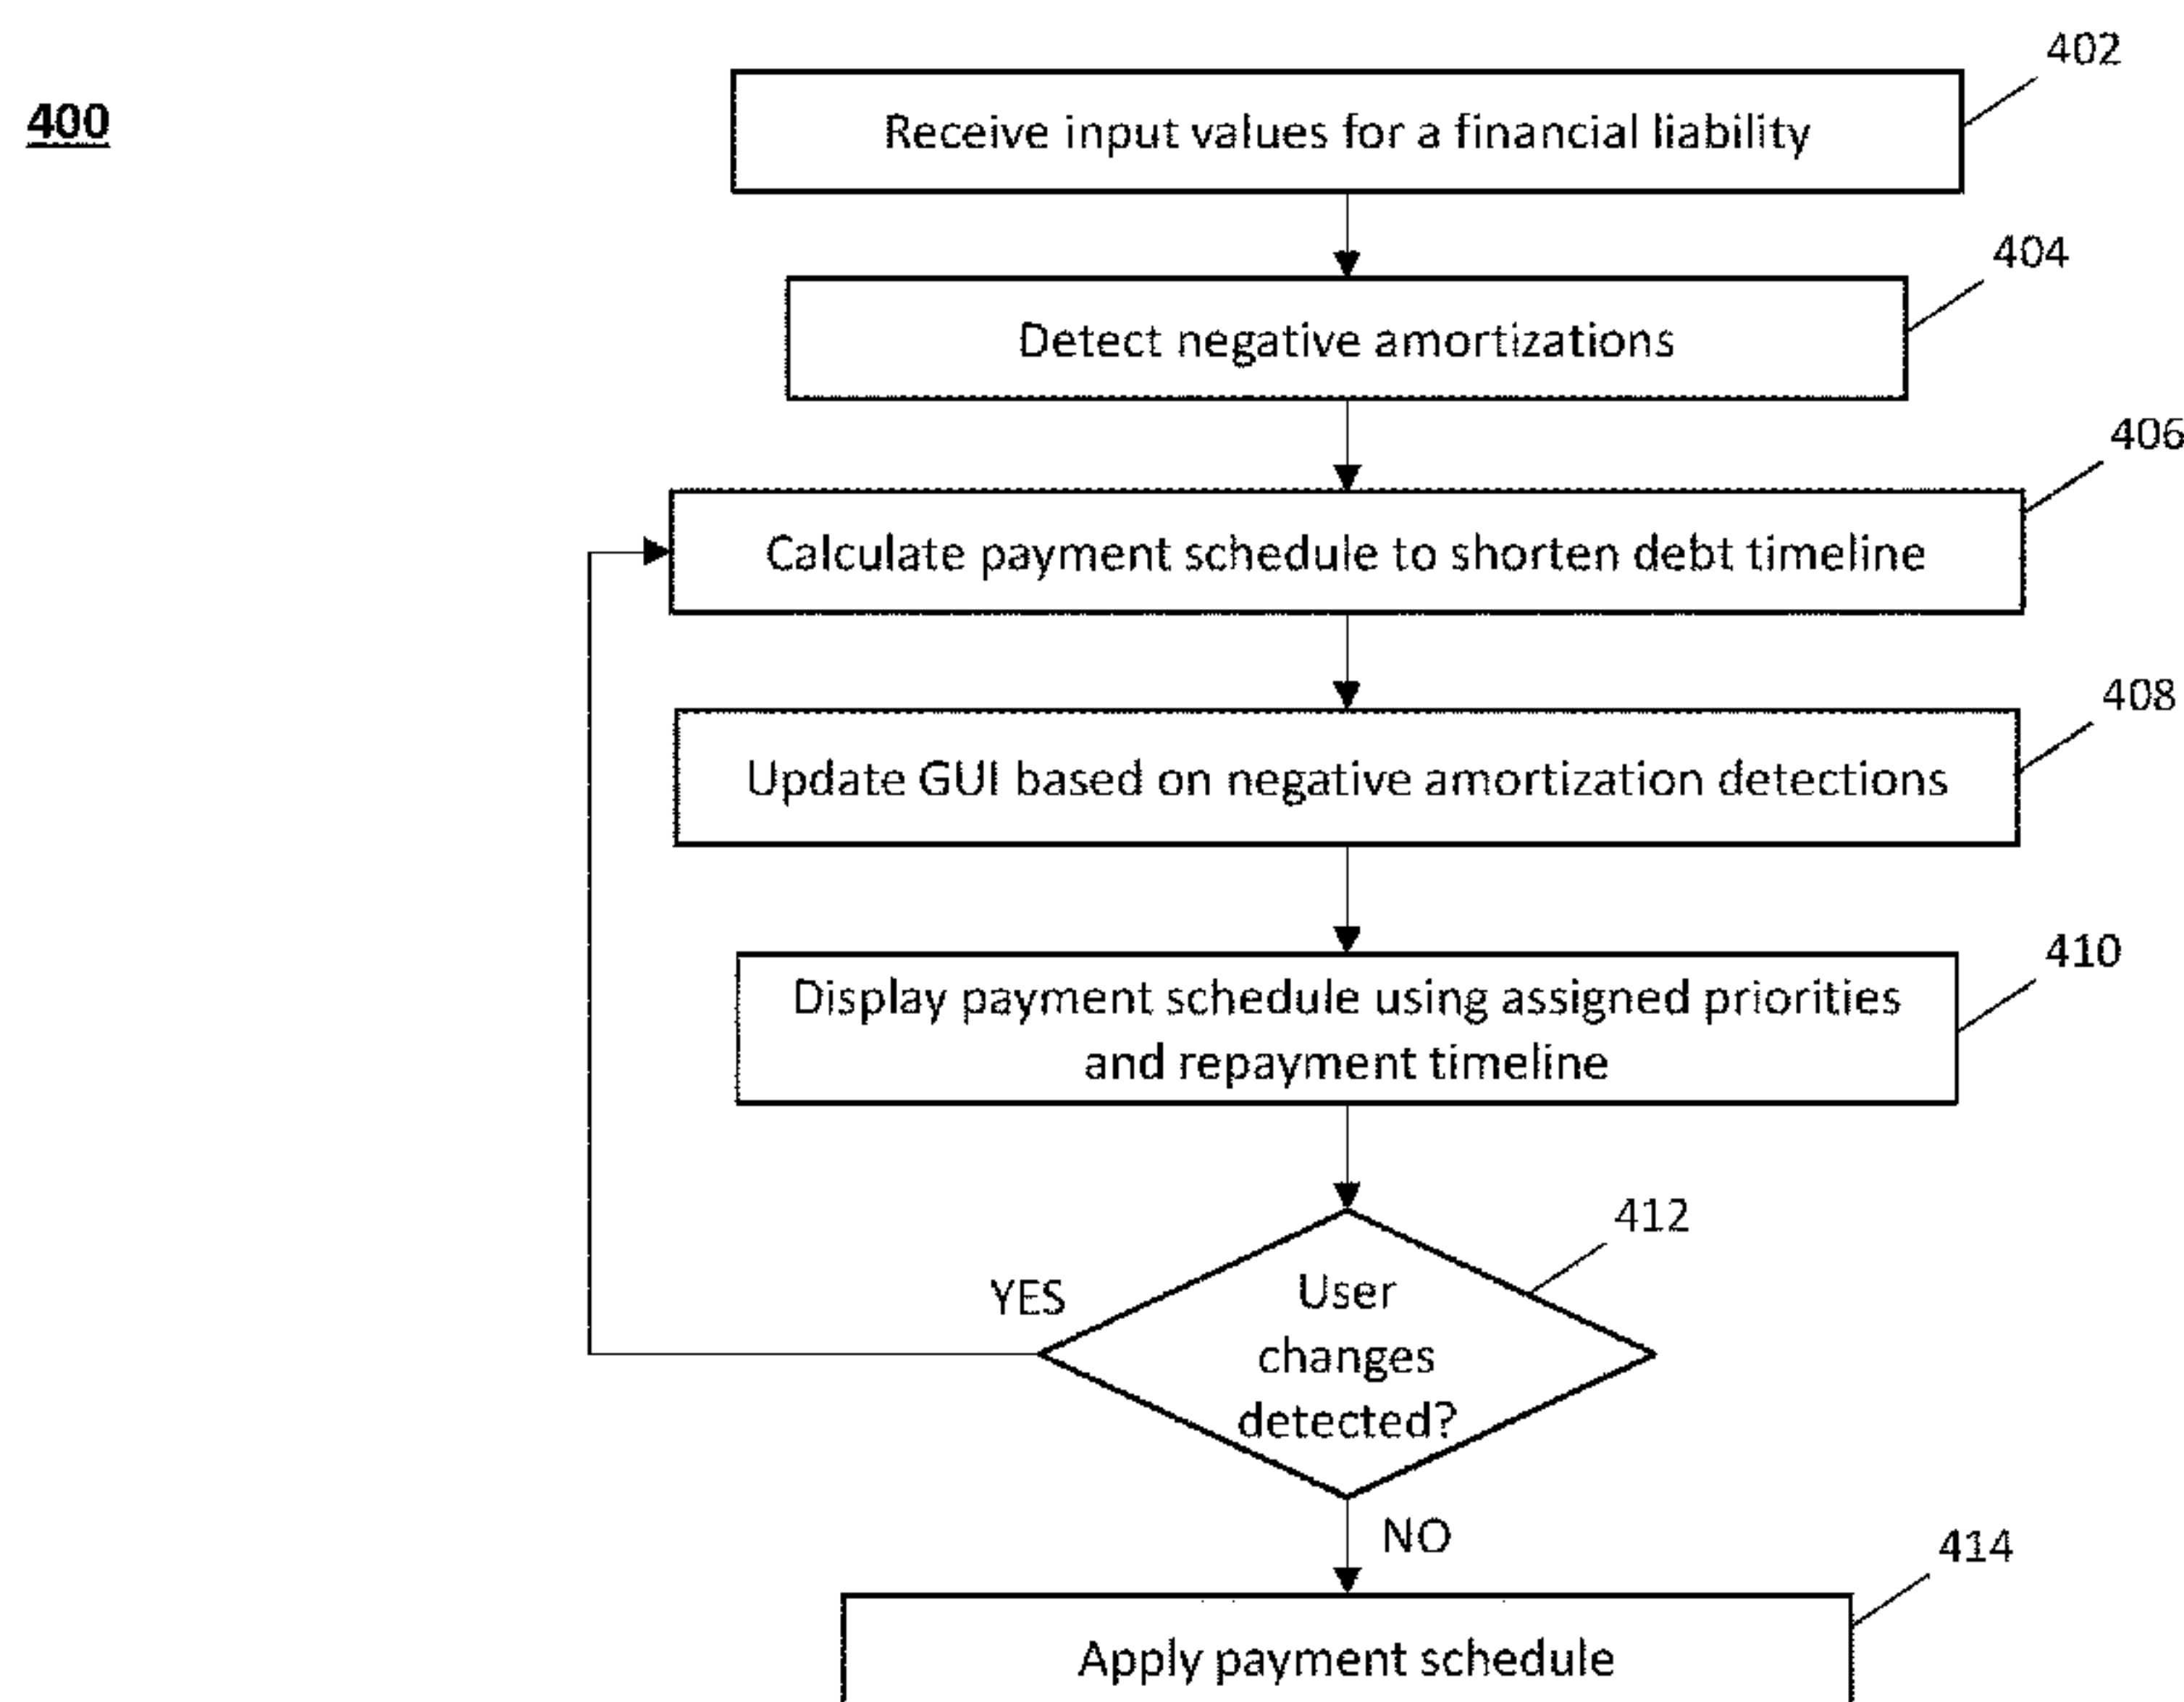 400
402
Receive input values for a financial liability
404
Detect negative amortizations
406
Calculate payment schedule to shorten debt timeline
408
Update GUI based on negative amortization detections
410
Display payment schedule using assigned priorities
and repayment timeline
412
YES
User
changes
detected?
NO
414
Apply payment schedule